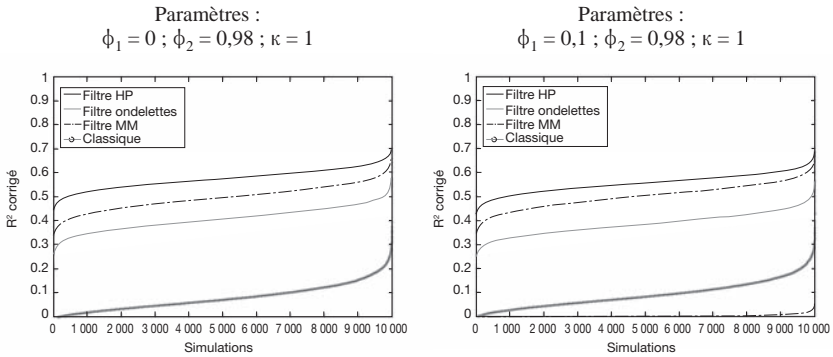 Paramètres :
ϕ1 = 0 ; ϕ2 = 0,98 ; κ = 1
R² corrigé
1
0.9
0.8
0.7
0.6
0.5
0.4
0.3
0.2
0.1
0
Filtre HP
Filtre ondelettes
Filtre MM
Classique
0 1 000 2 000 3 000 4 000 5 000 6 000 7 000 8 000 9 000 10 000
Simulations
Paramètres :
ϕ1 = 0,1 ; ϕ2 = 0,98 ; κ = 1
R² corrigé
1
0.9
0.8
0.7
0.6
0.5
0.4
0.3
0.2
0.1
0
Filtre HP
Filtre ondelettes
Filtre MM
Classique
0 1 000 2 000 3 000 4 000 5 000 6 000 7 000 8 000 9 000 10 000
Simulations